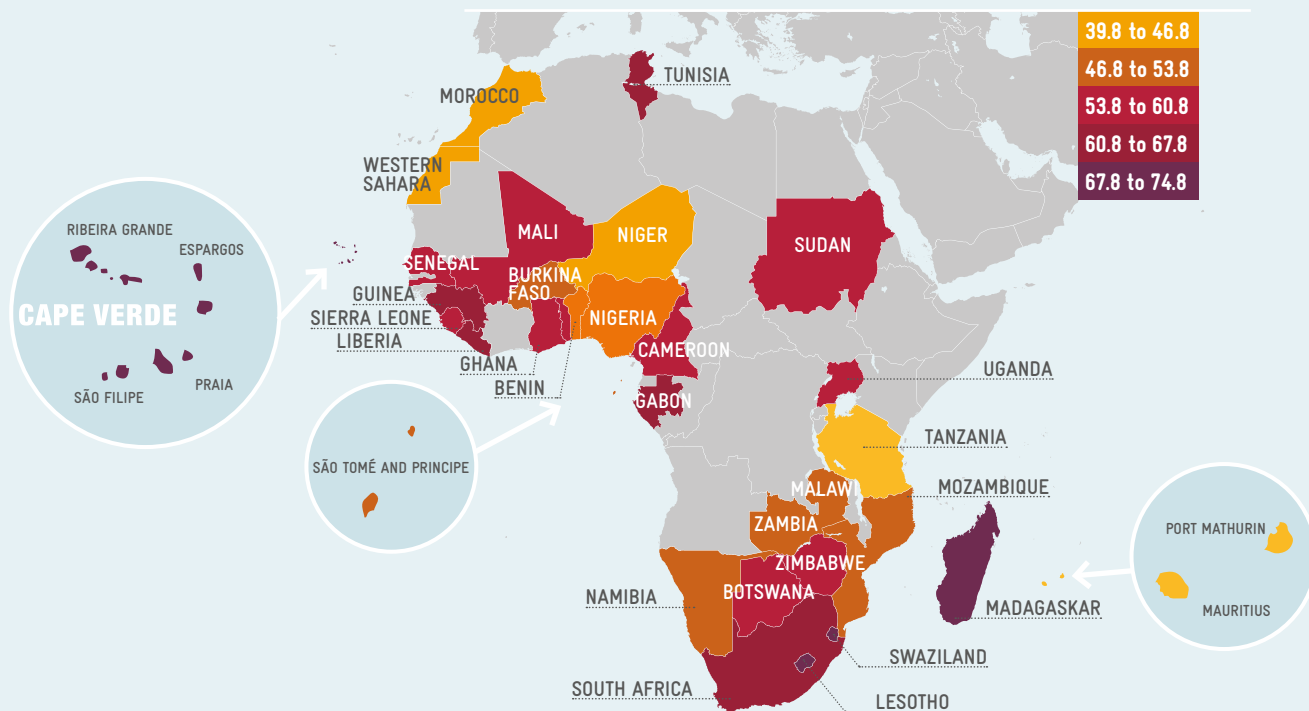 39.8 to 46.8
46.8 to 53.8
53.8 to 60.8
60.8 to 67.8
67.8 to 74.8
TUNISIA
MOROCCO
WESTERN
SAHARA
RIBEIRA GRANDE
ESPARGOS
CAPE VERDE
SÃO FILIPE
PRAIA
MALI
NIGER
SUDAN
SENEGAL
BURKINA
FASO
GUINEA
SIERRA LEONE
LIBERIA
NIGERIA
GHANA
BENIN
CAMEROON
GABON
UGANDA
TANZANIA
SÃO TOMÉ AND PRINCIPE
MALAWI
MOZAMBIQUE
ZAMBIA
ZIMBABWE
BOTSWANA
NAMIBIA
PORT MATHURIN
MAURITIUS
MADAGASKAR
SWAZILAND
SOUTH AFRICA
LESOTHO